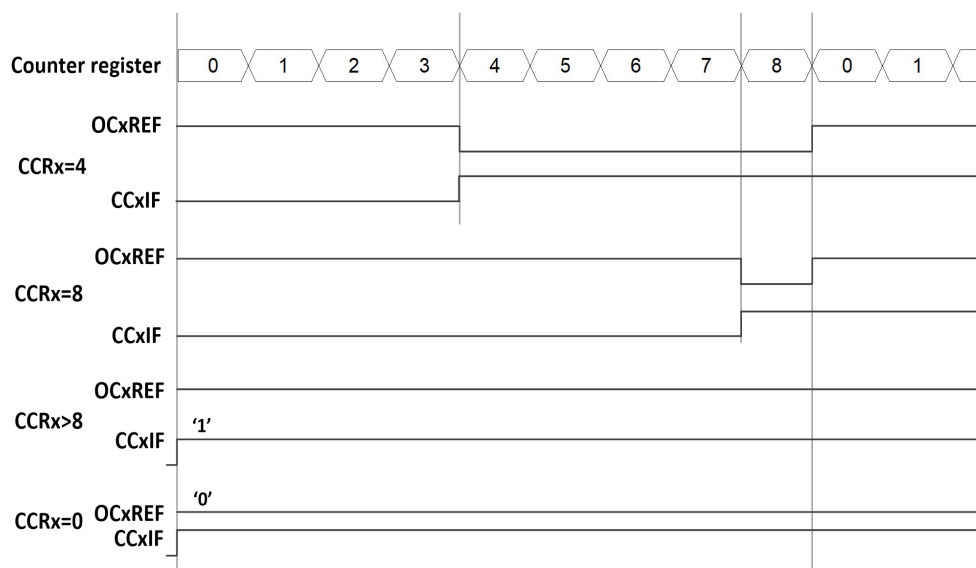 Counter register 0 1 2 3 4 5 6 7 8 0 1
OCxREF
CCRx=4
CCxIF
OCxREF
CCRx=8
CCxIF
OCxREF
CCRx>8 ‘1’
CCxIF
‘0’
CCRx=0 OCxREF
CCxIF